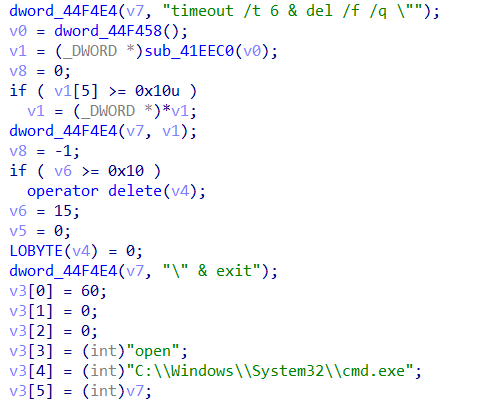 dword_44F4E4(v7, "timeout /t 6 & del /f /q \"");
v0 = dword_44F458();
v1 = (_DWORD *)sub_41EEC0(v0);
v8 = 0;
if ( v1[5] >= 0x10u )
v1 = (_DWORD *)*v1;
dword_44F4E4(v7, v1);
v8 = -1;
if ( v6 >= 0x10 )
operator delete(v4);
v6 = 15;
v5 = 0;
LOBYTE(v4) = 0;
dword_44F4E4(v7, "\" & exit");
v3[0] = 60;
v3[1] = 0;
v3[2] = 0;
v3[3] = (int)"open";
v3[4] = (int)"C:\\Windows\\System32\\cmd.exe";
v3[5] = (int)v7;